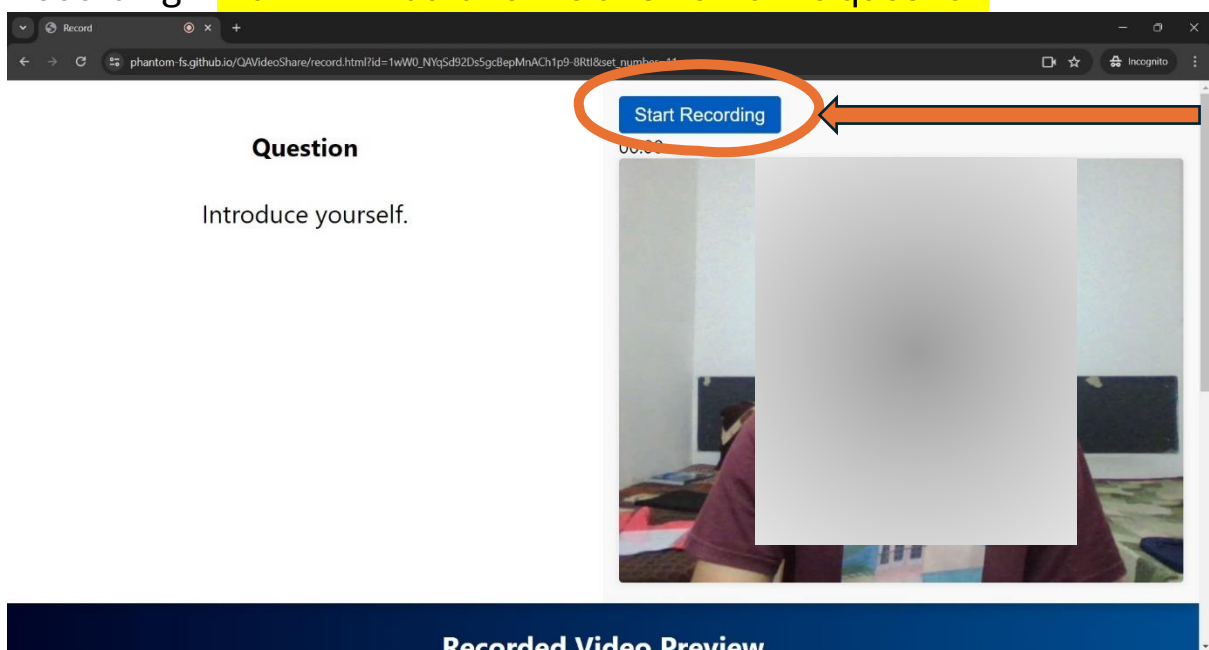 Record
phantom-fs.github.io/QAVideoShare/record.html?id=1wW0_NYqSd92Ds5gcBepMnACh1p9-8RtI&set_number=
Incognito
Start Recording
Question
Introduce yourself.
Recorded Video Preview